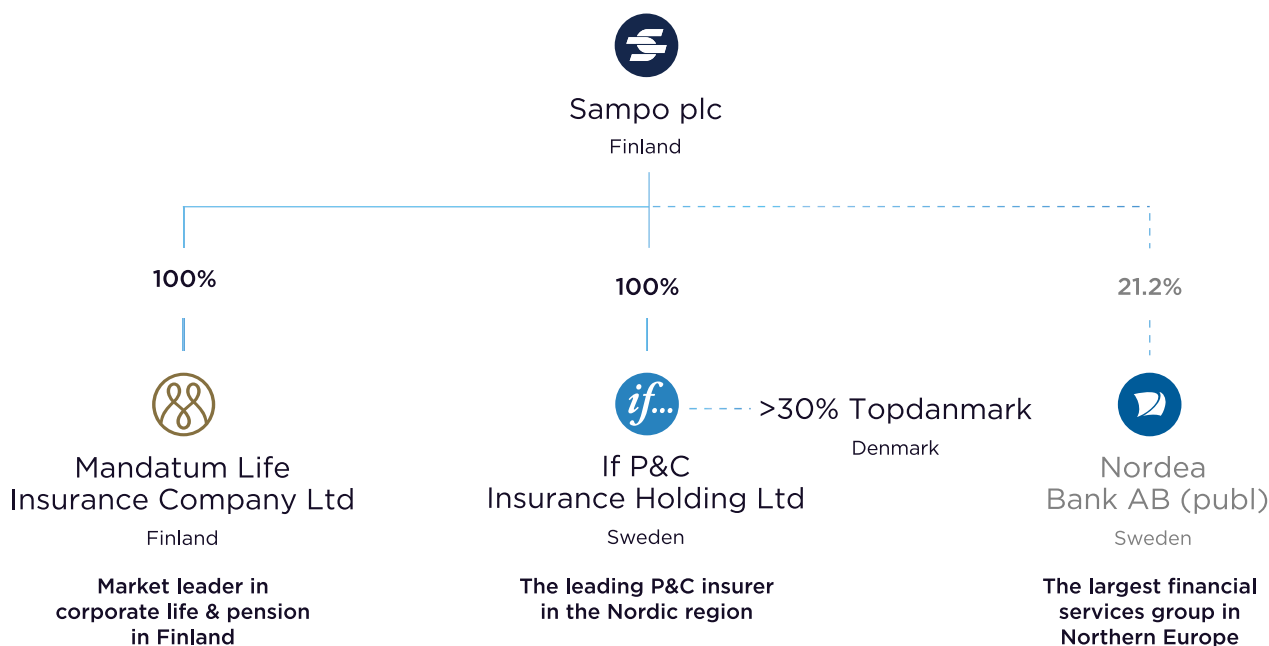 Sampo plc
Finland
100%
100%
21.2%
if...
>30% Topdanmark
Denmark
Mandatum Life
Insurance Company Ltd
Finland
If P&C
Insurance Holding Ltd
Sweden
Nordea
Bank AB (publ)
Sweden
Market leader in
corporate life & pension
in Finland
The leading P&C insurer
in the Nordic region
The largest financial
services group in
Northern Europe